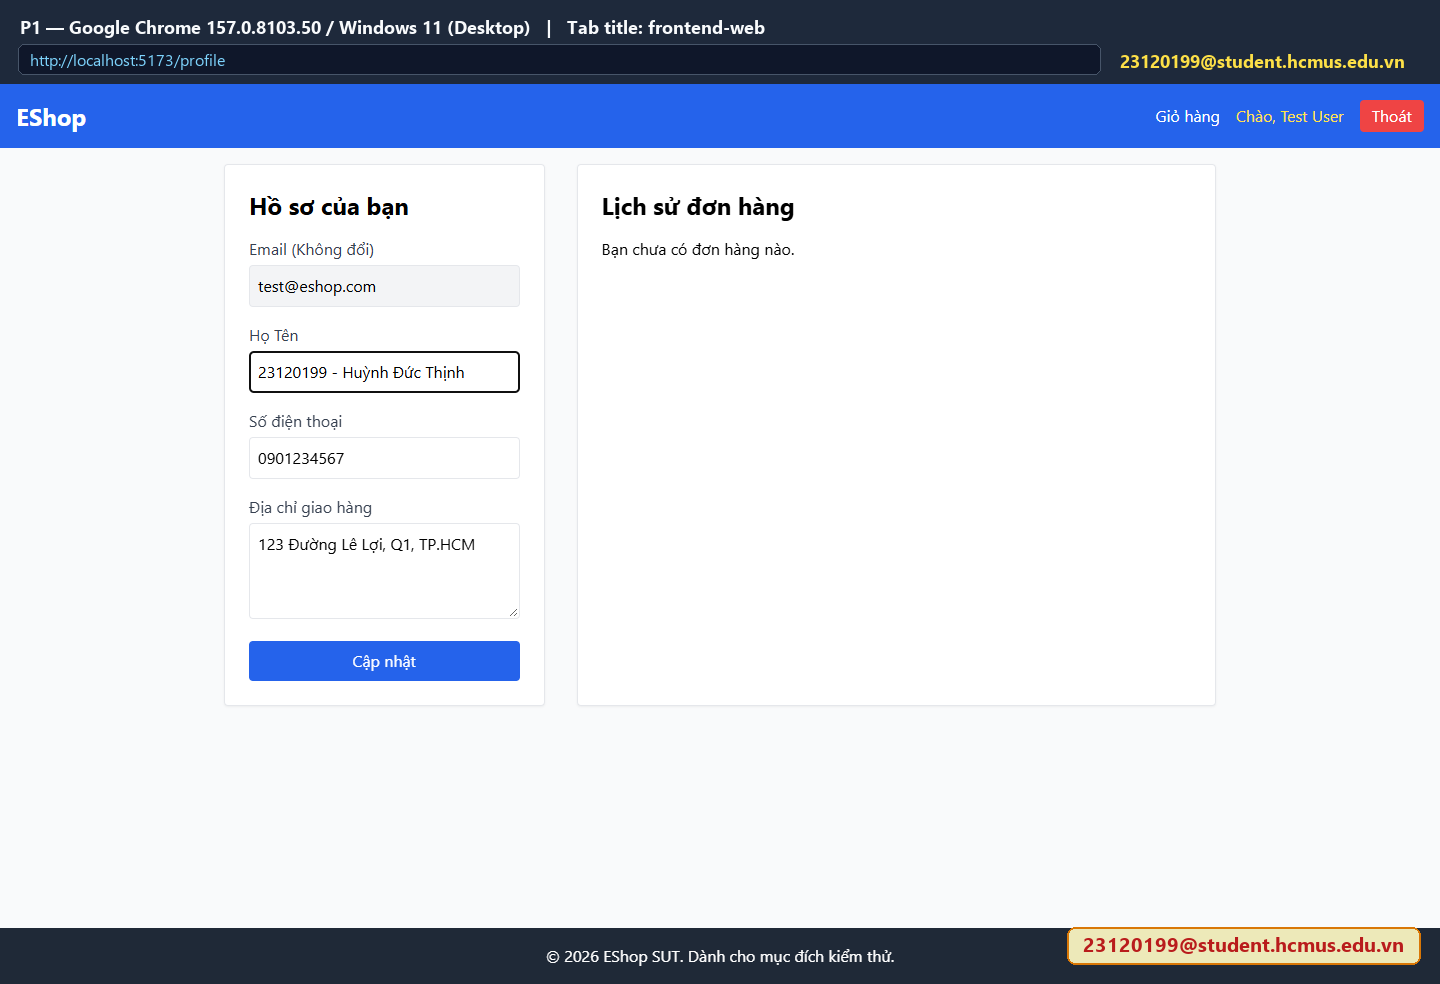 P1 — Google Chrome 157.0.8103.50 / Windows 11 (Desktop) | Tab title: frontend-web
http://localhost:5173/profile
23120199@student.hcmus.edu.vn
EShop
Giỏ hàng
Chào, Test User
Thoát
Hồ sơ của bạn
Email (Không đổi)
test@eshop.com
Họ Tên
23120199 - Huỳnh Đức Thịnh
Số điện thoại
0901234567
Địa chỉ giao hàng
123 Đường Lê Lợi, Q1, TP.HCM
Cập nhật
Lịch sử đơn hàng
Bạn chưa có đơn hàng nào.
© 2026 EShop SUT. Dành cho mục đích kiểm thử.
23120199@student.hcmus.edu.vn